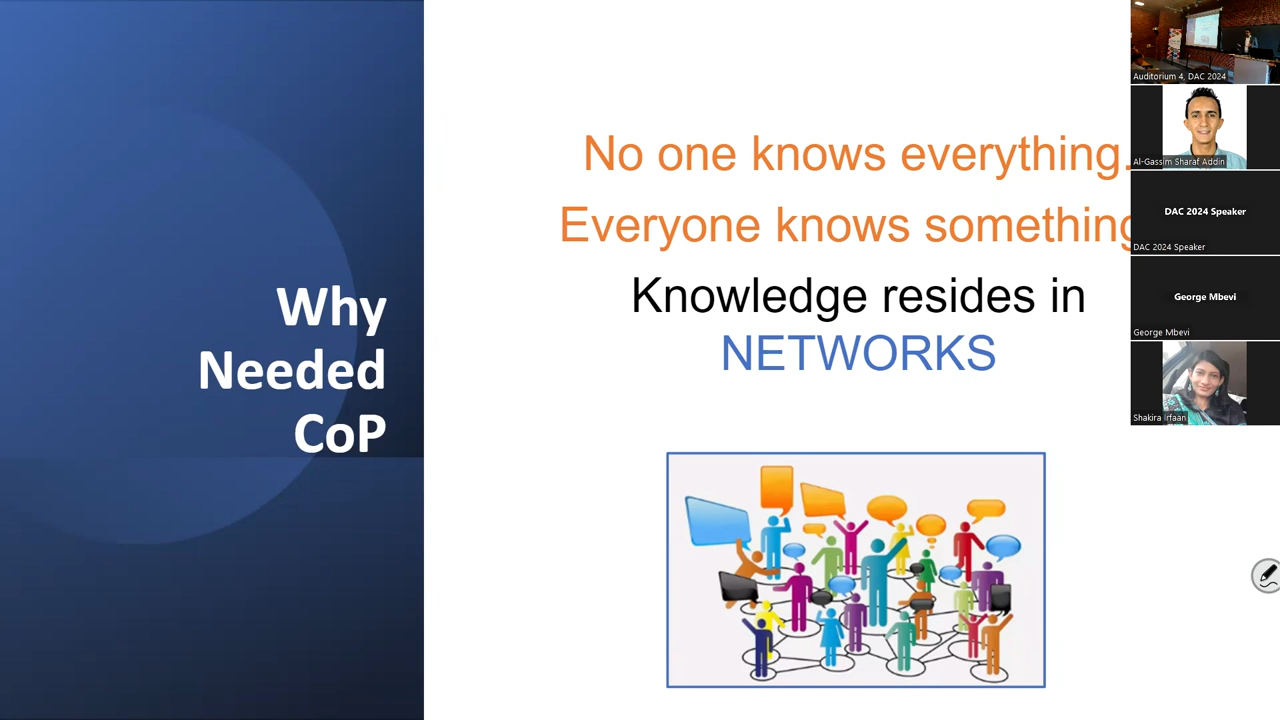 Why
Needed
CoP
No one knows everything.
Everyone knows something
Knowledge resides in
NETWORKS
Auditorium 4, DAC 2024
Al-Gassim Sharaf Addin
DAC 2024 Speaker
DAC 2024 Speaker
George Mbevi
George Mbevi
Shakira Irfaan